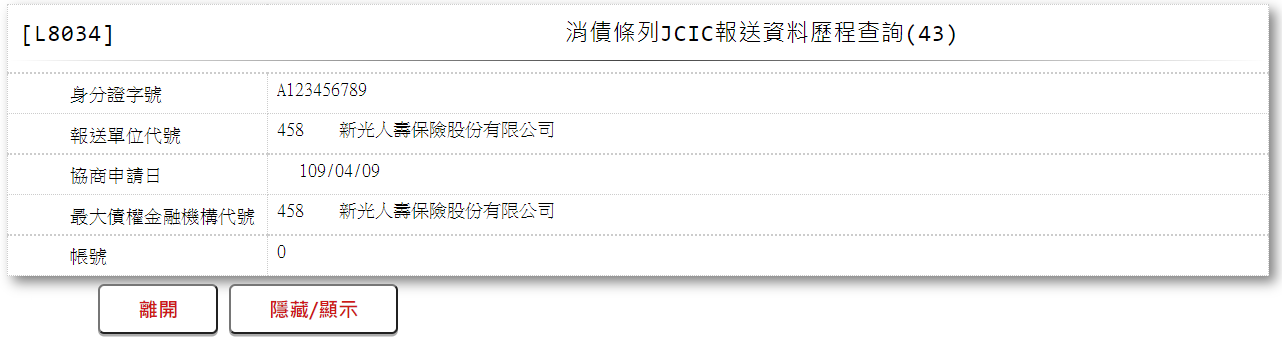 [L8034] 消債條列JCIC報送資料歷程查詢(43)
身分證字號 A123456789
報送單位代號 458 新光人壽保險股份有限公司
協商申請日 109/04/09
最大債權金融機構代號 458 新光人壽保險股份有限公司
帳號 0
離開 隱藏/顯示